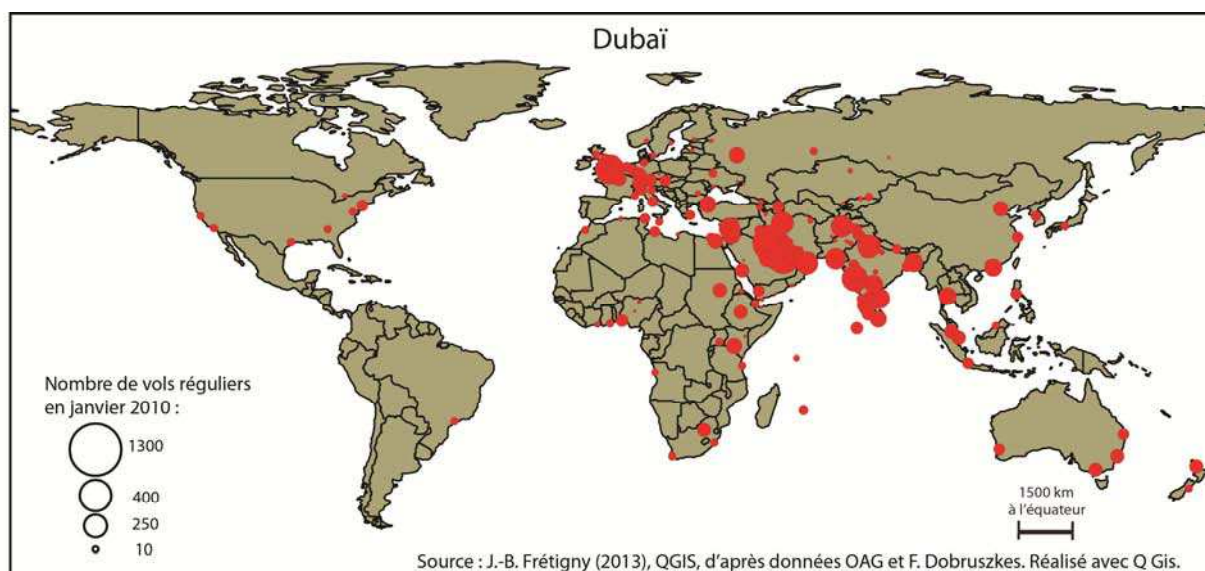 Dubaï
Nombre de vols réguliers
en janvier 2010 :
1300
400
250
10
1500 km
à l'équateur
Source : J.-B. Frétigny (2013), QGIS, d'après données OAG et F. Dobruszkes. Réalisé avec Q Gis.